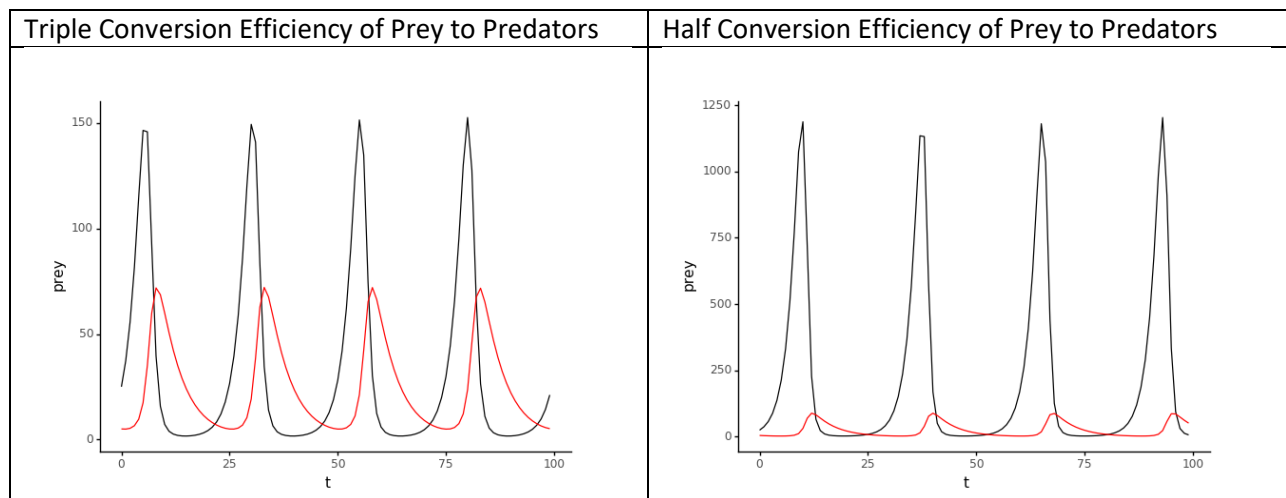 Triple Conversion Efficiency of Prey to Predators
Half Conversion Efficiency of Prey to Predators
150
100
50
0
prey
0 25 50 75 100
t
1250
1000
750
500
250
0
prey
0 25 50 75 100
t